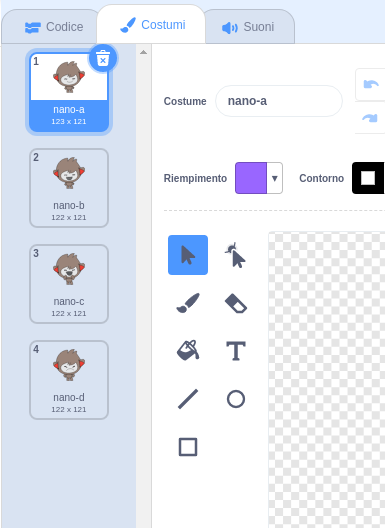 Codice
Costumi
Suoni
1
nano-a
123 x 121
2
nano-b
122 x 121
3
nano-c
122 x 121
4
nano-d
122 x 121
Costume
nano-a
Riempimento
Contorno